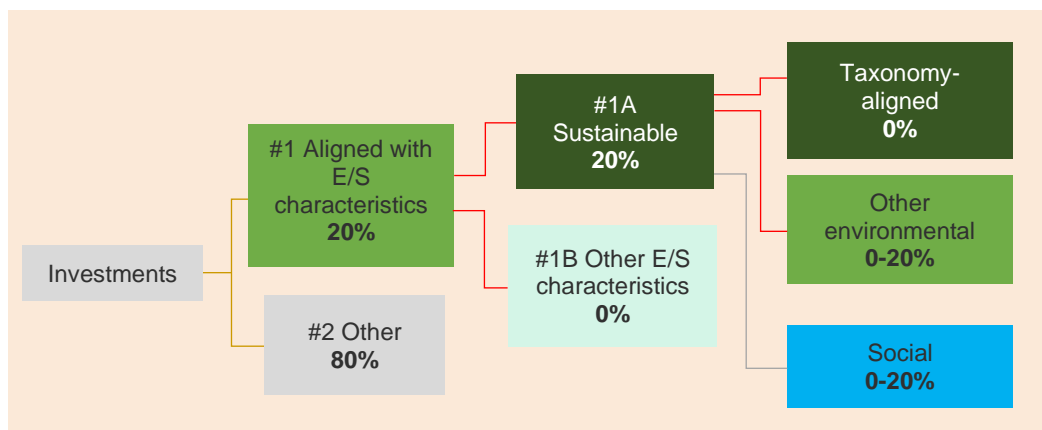 Investments
#1 Aligned with
E/S
characteristics
20%
#2 Other
80%
#1A
Sustainable
20%
#1B Other E/S
characteristics
0%
Taxonomy-
aligned
0%
Other
environmental
0-20%
Social
0-20%